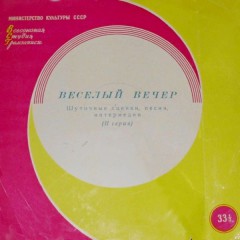 МИНИСТЕРСТВО КУЛЬТУРЫ СССР
Всесоюзная
Студия
Грамзаписи
ВЕСЕЛЫЙ ВЕЧЕР
Шуточные сценки, песни,
интермедии
(II серия)
33⅓